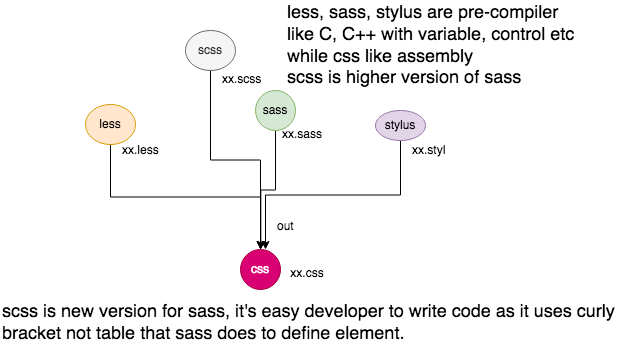 less, sass, stylus are pre-compiler
like C, C++ with variable, control etc
while css like assembly
scss is higher version of sass
scss
xx.scss
sass
xx.sass
less
xx.less
stylus
xx.styl
out
css
xx.css
scss is new version for sass, it's easy developer to write code as it uses curly
bracket not table that sass does to define element.